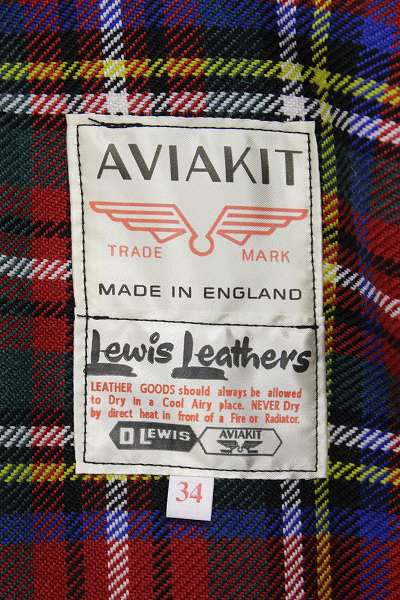 AVIAKIT
TRADE MARK
MADE IN ENGLAND
Lewis Leathers
LEATHER GOODS should always be allowed
to Dry in a Cool Airy place. NEVER Dry
by direct heat in front of a Fire or Radiator.
D LEWIS AVIAKIT
34